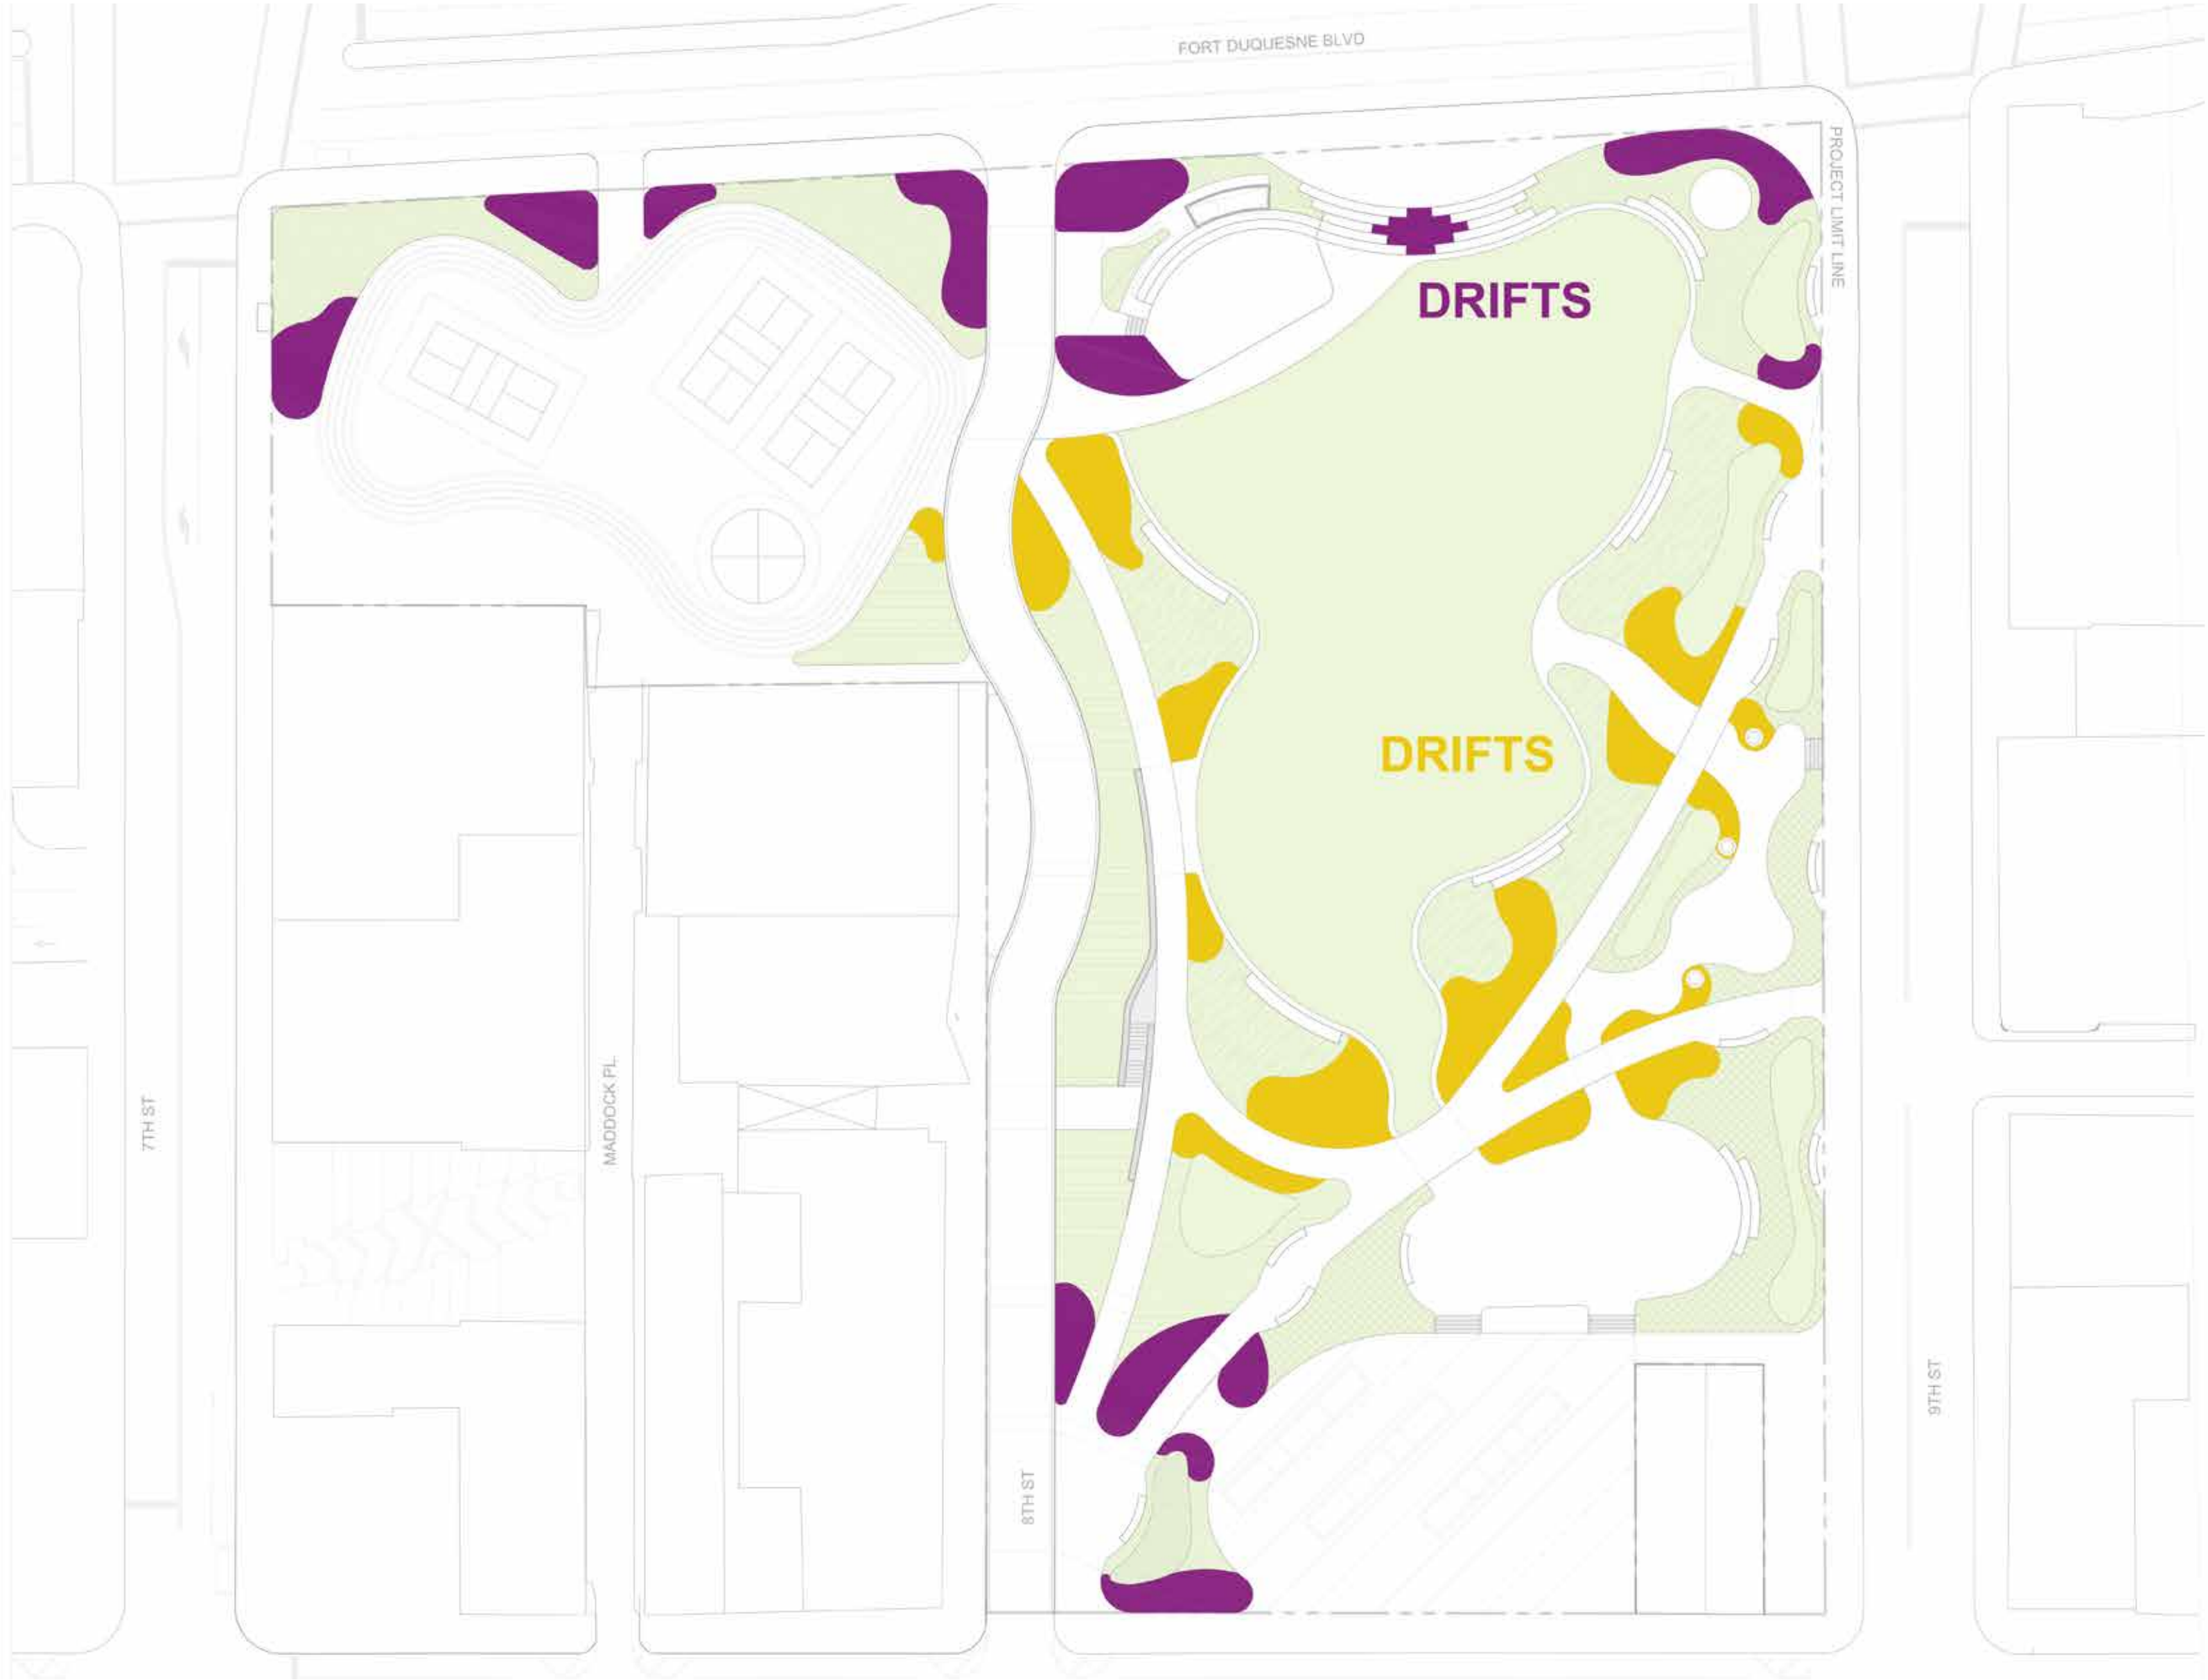 FORT DUQUESNE BLVD
PROJECT LIMIT LINE
DRIFTS
DRIFTS
7TH ST
MADDOCK PL.
8TH ST
9TH ST